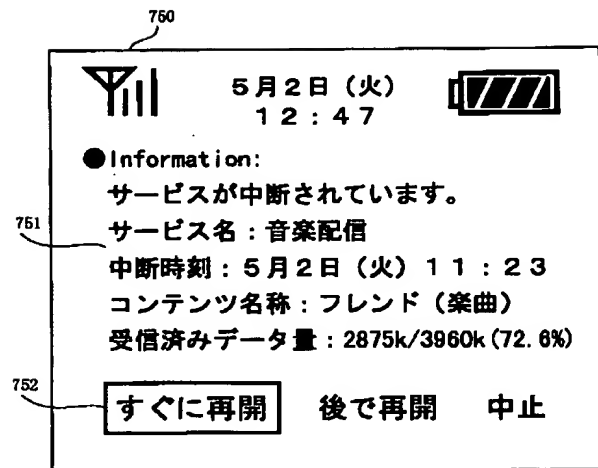 750
5月2日（火）
12：47
●Information:
サービスが中断されています。
751
サービス名：音楽配信
中断時刻：5月2日（火）11：23
コンテンツ名称：フレンド（楽曲）
受信済みデータ量：2875k/3960k(72.6%)
752
すぐに再開 後で再開 中止